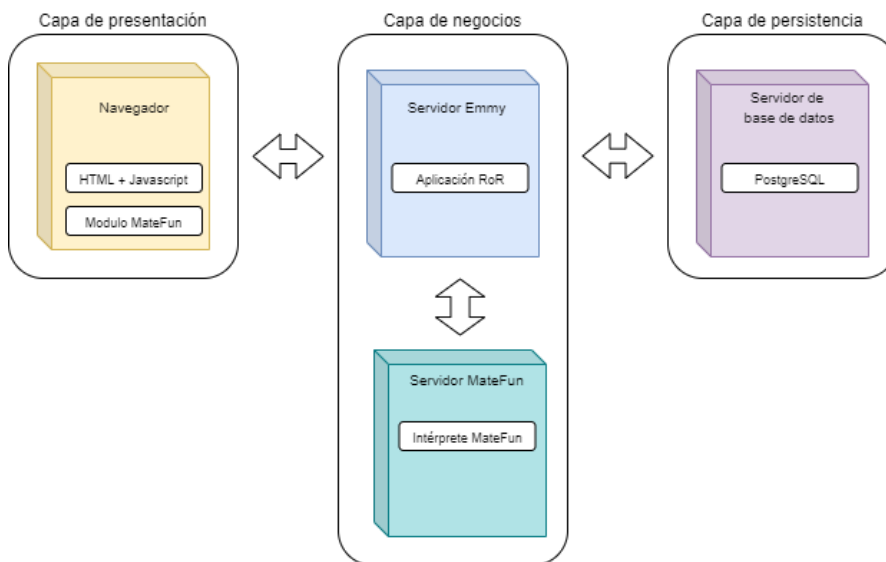 Capa de presentación
Navegador
HTML + Javascript
Modulo MateFun
Capa de negocios
Servidor Emmy
Aplicación RoR
Servidor MateFun
Intérprete MateFun
Capa de persistencia
Servidor de
base de datos
PostgreSQL